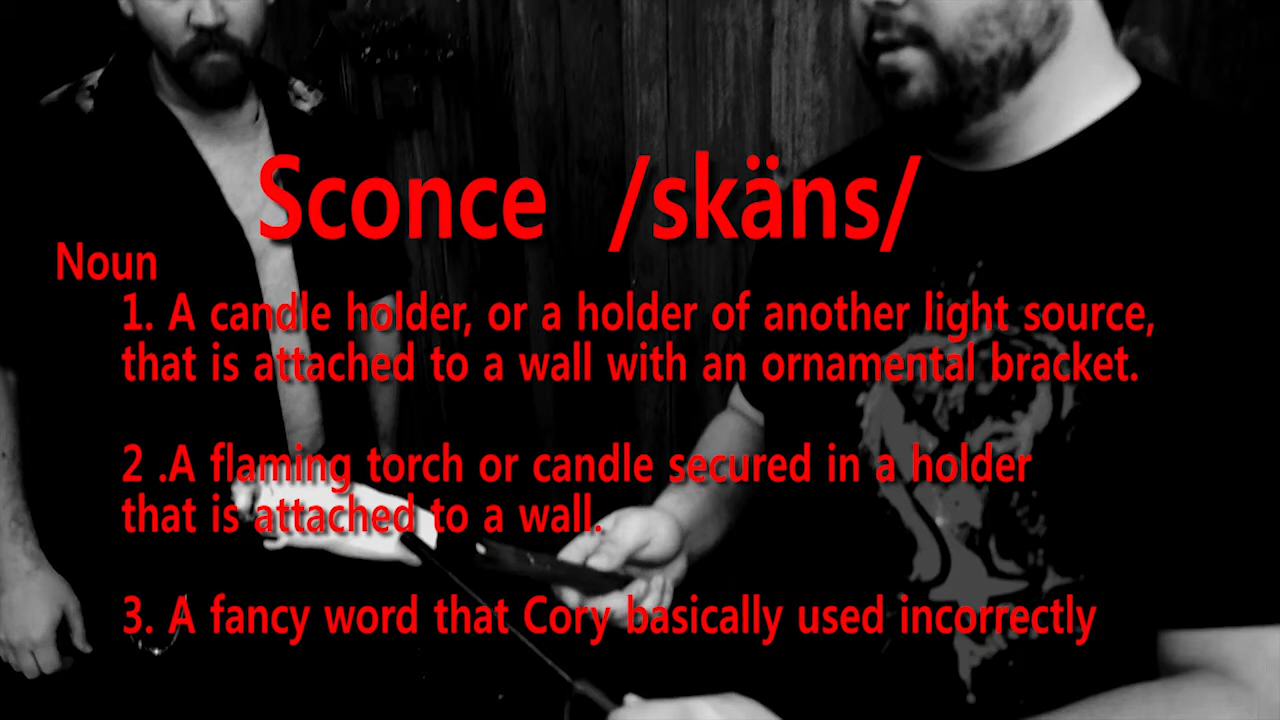 Sconce /skäns/
Noun
1. A candle holder, or a holder of another light source,
that is attached to a wall with an ornamental bracket.
2 .A flaming torch or candle secured in a holder
that is attached to a wall.
3. A fancy word that Cory basically used incorrectly